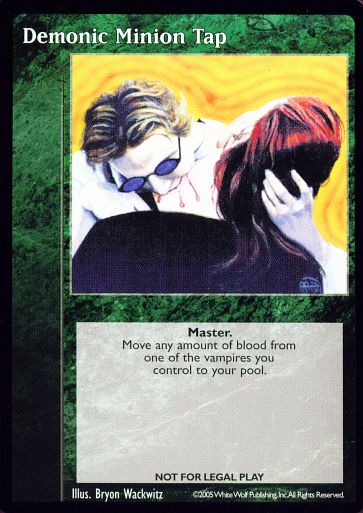 Demonic Minion Tap
Master.
Move any amount of blood from
one of the vampires you
control to your pool.
NOT FOR LEGAL PLAY
Illus. Bryon Wackwitz
©2005 White Wolf Publishing, Inc. All Rights Reserved.